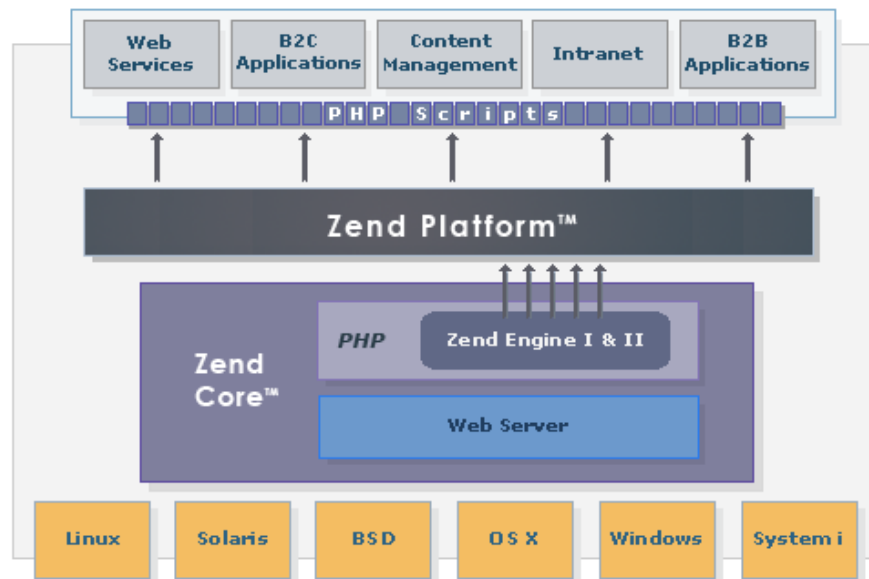 Web
Services
B2C
Applications
Content
Management
Intranet
B2B
Applications
PHP Scripts
Zend Platform™
Zend
Core™
PHP
Zend Engine I & II
Web Server
Linux
Solaris
BSD
OS X
Windows
System i